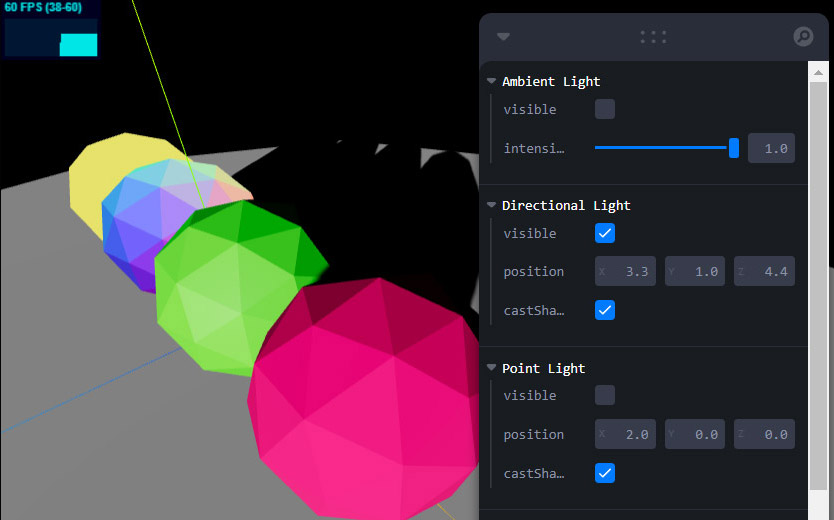 60 FPS (38-60)
Ambient Light
visible
intensi…
1.0
Directional Light
visible
position X 3.3 Y 1.0 Z 4.4
castSha…
Point Light
visible
position X 2.0 Y 0.0 Z 0.0
castSha…